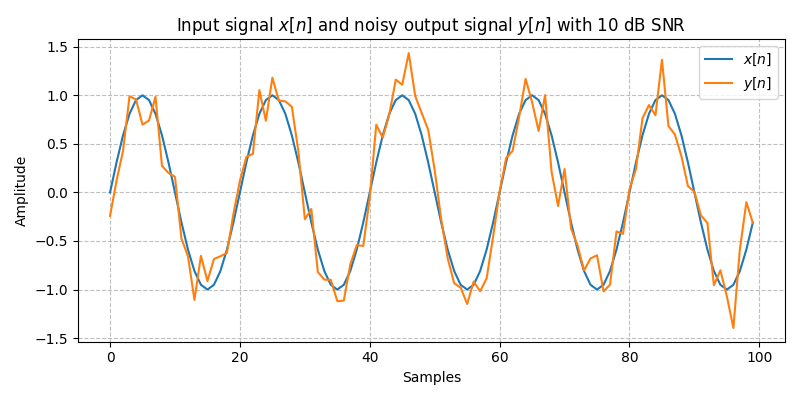 Input signal x[n] and noisy output signal y[n] with 10 dB SNR
x[n]
y[n]
1.5
1.0
0.5
0.0
−0.5
−1.0
−1.5
Amplitude
0 20 40 60 80 100
Samples